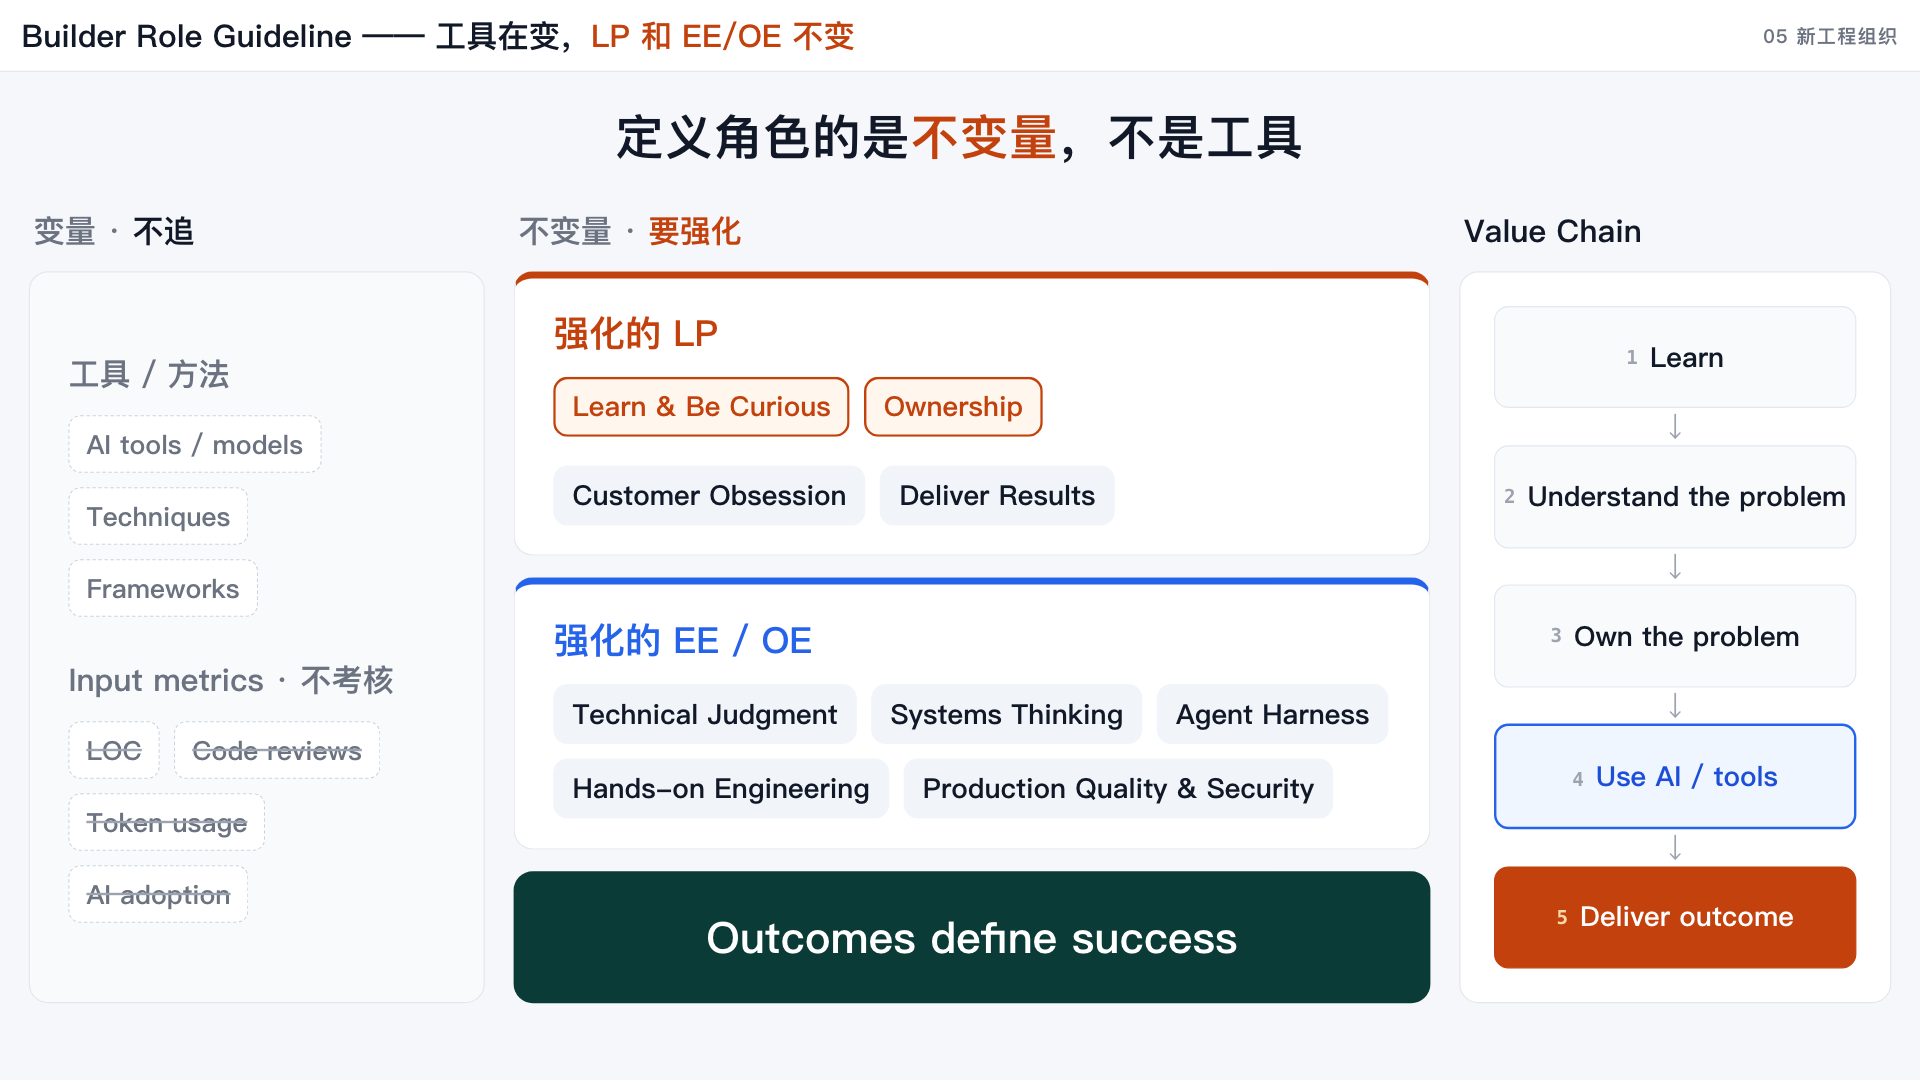 Builder Role Guideline —— 工具在变，LP 和 EE/OE 不变
05 新工程组织
定义角色的是不变量，不是工具
变量 · 不追
工具 / 方法
AI tools / models
Techniques
Frameworks
Input metrics · 不考核
LOC Code reviews
Token usage
AI adoption
不变量 · 要强化
强化的 LP
Learn & Be Curious Ownership
Customer Obsession Deliver Results
强化的 EE / OE
Technical Judgment Systems Thinking Agent Harness
Hands-on Engineering Production Quality & Security
Outcomes define success
Value Chain
1 Learn
↓
2 Understand the problem
↓
3 Own the problem
↓
4 Use AI / tools
↓
5 Deliver outcome